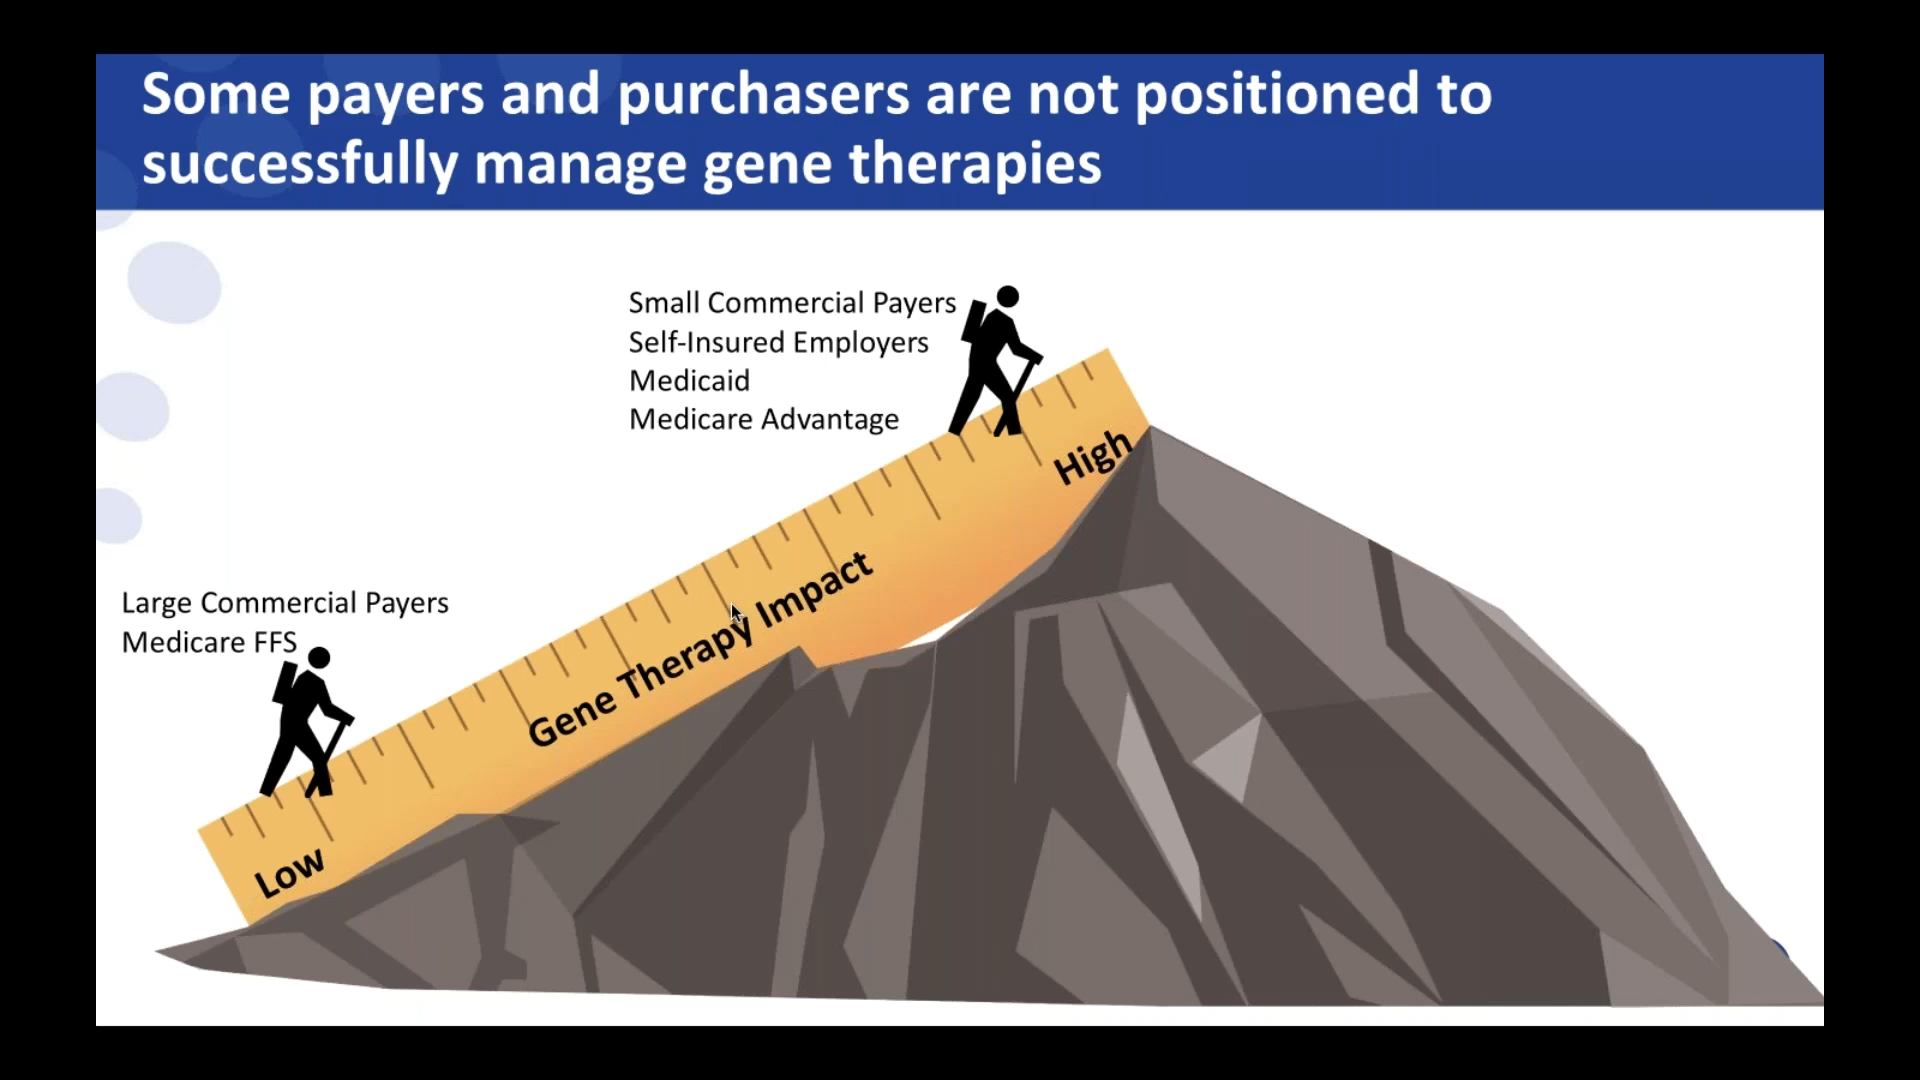 Some payers and purchasers are not positioned to
successfully manage gene therapies
Small Commercial Payers
Self-Insured Employers
Medicaid
Medicare Advantage
High
Gene Therapy Impact
Large Commercial Payers
Medicare FFS
Low